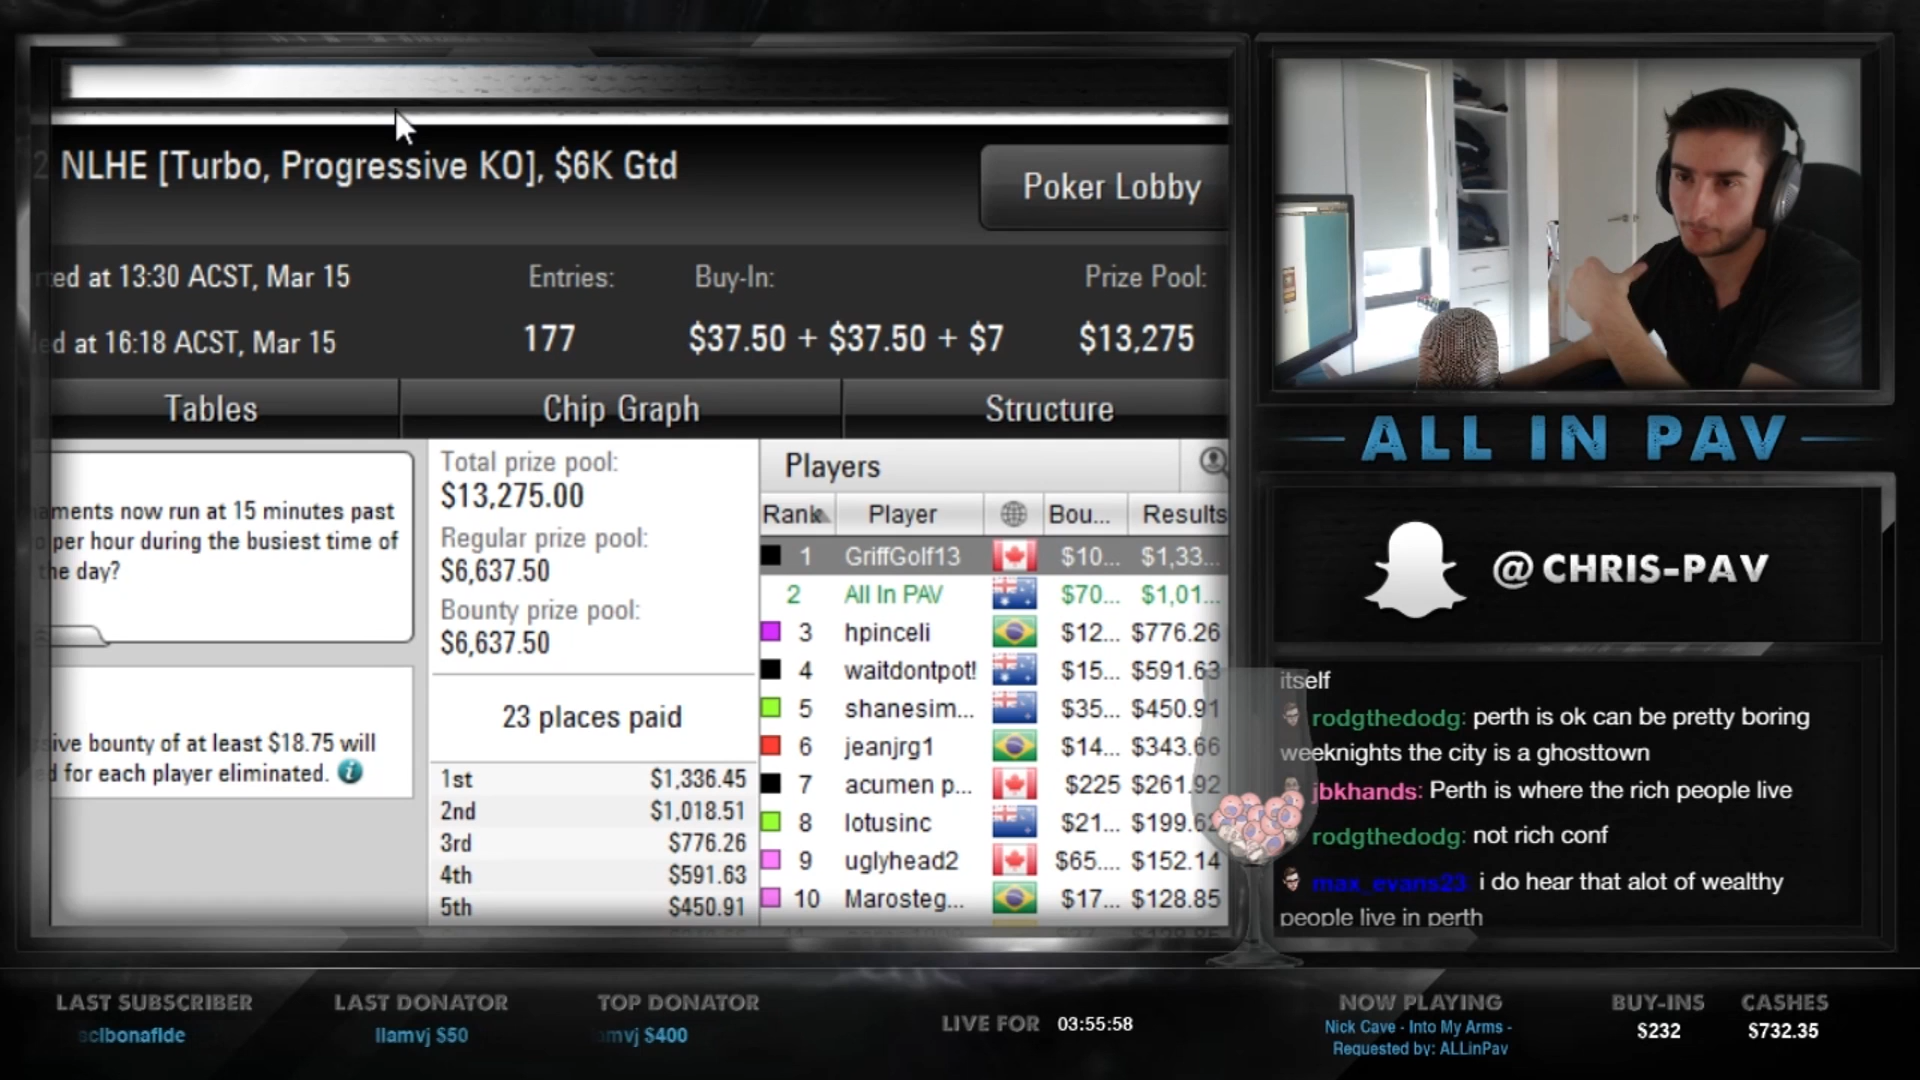 2 NLHE [Turbo, Progressive KO], $6K Gtd
Poker Lobby
ted at 13:30 ACST, Mar 15
Entries:
Buy-In:
Prize Pool:
ed at 16:18 ACST, Mar 15
177
$37.50 + $37.50 + $7
$13,275
Tables
Chip Graph
Structure
aments now run at 15 minutes past
per hour during the busiest time of
the day?
ive bounty of at least $18.75 will
d for each player eliminated.
Total prize pool:
$13,275.00
Regular prize pool:
$6,637.50
Bounty prize pool:
$6,637.50
23 places paid
1st $1,336.45
2nd $1,018.51
3rd $776.26
4th $591.63
5th $450.91
Players
Rank Player Bou... Results
1 GriffGolf13 $10... $1,33...
2 All In PAV $70... $1,01...
3 hpinceli $12... $776.26
4 waitdontpot! $15... $591.63
5 shanesim... $35... $450.91
6 jeanjrg1 $14... $343.66
7 acumen p... $225 $261.92
8 lotusinc $21... $199.62
9 uglyhead2 $65.... $152.14
10 Marosteg... $17... $128.85
ALL IN PAV
@CHRIS-PAV
itself
rodgthedodg: perth is ok can be pretty boring
weeknights the city is a ghosttown
jbkhands: Perth is where the rich people live
rodgthedodg: not rich conf
max_evans23: i do hear that alot of wealthy
people live in perth
LAST SUBSCRIBER
scibonafide
LAST DONATOR
llamvj $50
TOP DONATOR
amvj $400
LIVE FOR 03:55:58
NOW PLAYING
Nick Cave - Into My Arms -
Requested by: ALLinPav
BUY-INS
$232
CASHES
$732.35